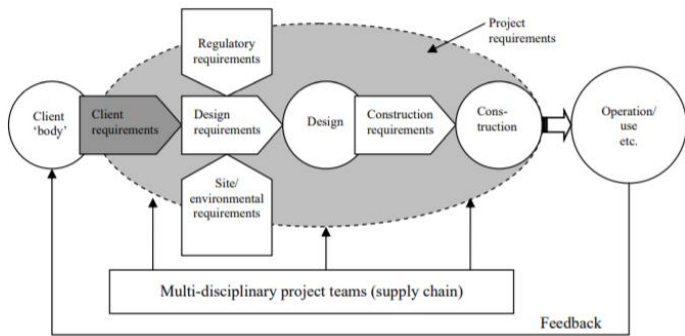 Project
requirements
Regulatory
requirements
Client
'body'
Client
requirements
Design
requirements
Design
Construction
requirements
Cons-
truction
Operation/
use
etc.
Site/
environmental
requirements
Multi-disciplinary project teams (supply chain)
Feedback